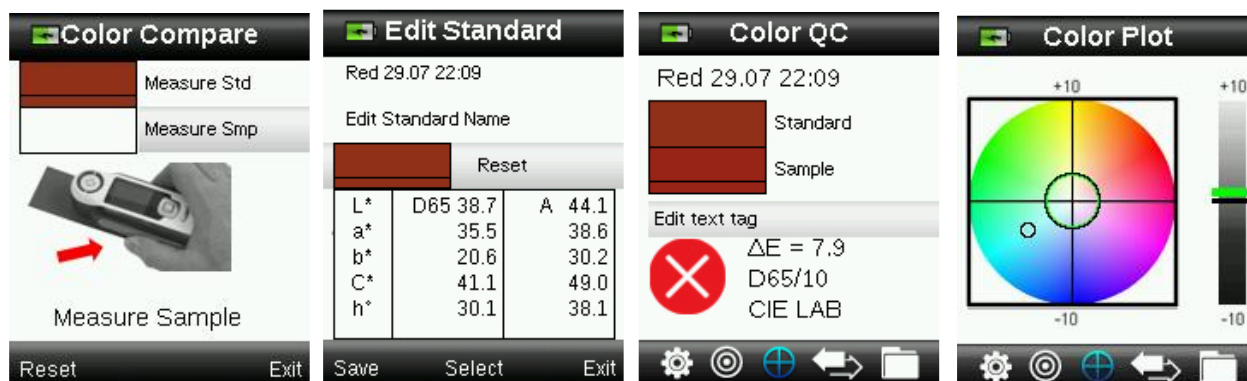 Color Compare
Measure Std
Measure Smp
Measure Sample
Reset Exit
Edit Standard
Red 29.07 22:09
Edit Standard Name
Reset
L* D65 38.7 A 44.1
a* 35.5 38.6
b* 20.6 30.2
C* 41.1 49.0
h° 30.1 38.1
Save Select Exit
Color QC
Red 29.07 22:09
Standard
Sample
Edit text tag
ΔE = 7.9
D65/10
CIE LAB
Color Plot
+10 +10
-10 -10